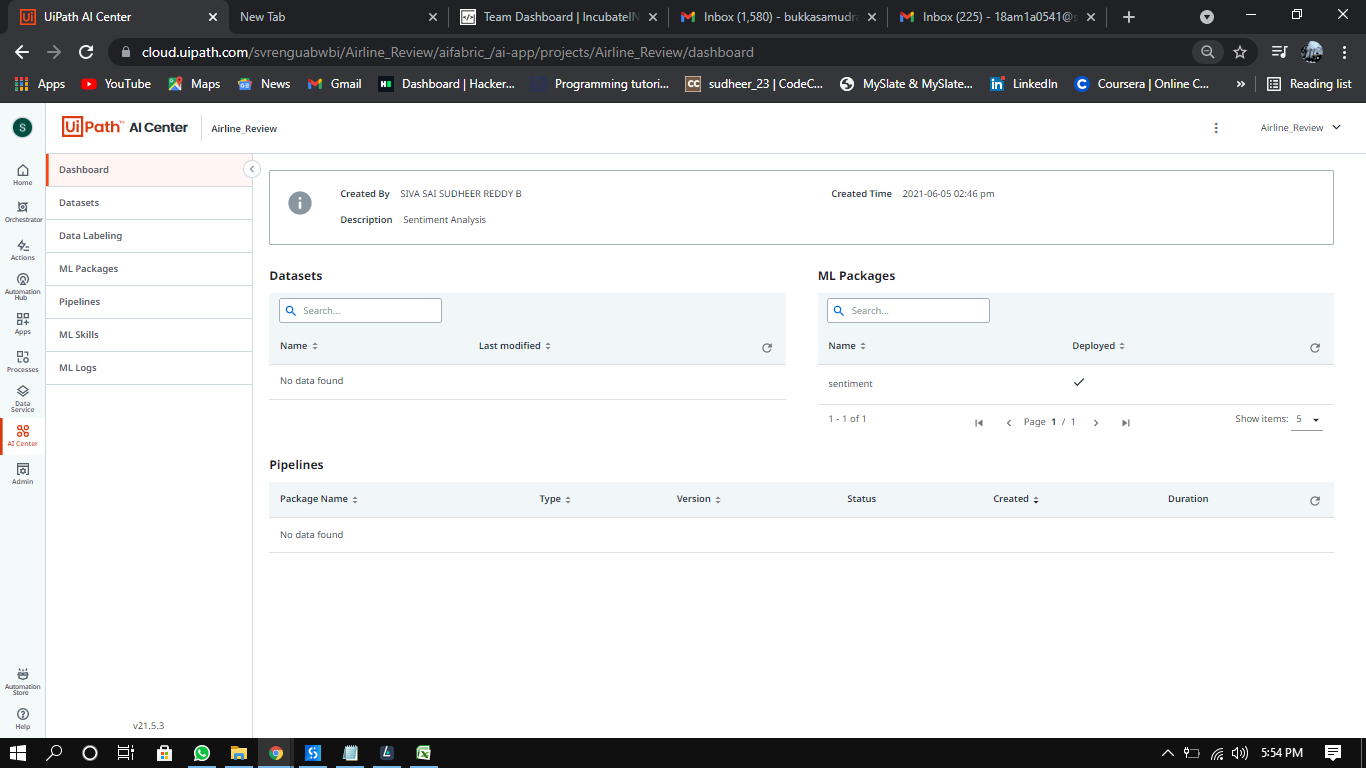 UiPath AI Center
New Tab
Team Dashboard | IncubateIN
Inbox (1,580) - bukkasamudra
Inbox (225) - 18am1a0541@s
cloud.uipath.com/svrenguabwbi/Airline_Review/aifabric_/ai-app/projects/Airline_Review/dashboard
Apps YouTube Maps News Gmail Dashboard | Hacker... Programming tutori... sudheer_23 | CodeC... MySlate & MySlate... LinkedIn Coursera | Online C... » Reading list
S
UiPath AI Center Airline_Review Airline_Review
Home
Orchestrator
Actions
Automation Hub
Apps
Processes
Data Service
AI Center
Admin
Automation Store
Help
Dashboard
Datasets
Data Labeling
ML Packages
Pipelines
ML Skills
ML Logs
v21.5.3
Created By SIVA SAI SUDHEER REDDY B Created Time 2021-06-05 02:46 pm
Description Sentiment Analysis
Datasets
Search...
Name Last modified
No data found
ML Packages
Search...
Name Deployed
sentiment
1 - 1 of 1 Page 1 / 1 Show items: 5
Pipelines
Package Name Type Version Status Created Duration
No data found
5:54 PM